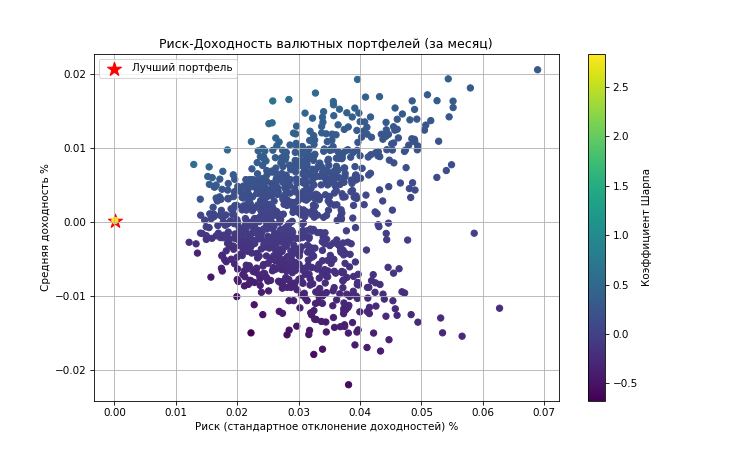 Риск-Доходность валютных портфелей (за месяц)
Лучший портфель
Средняя доходность %
0.02
0.01
0.00
−0.01
−0.02
0.00 0.01 0.02 0.03 0.04 0.05 0.06 0.07
Риск (стандартное отклонение доходностей) %
2.5
2.0
1.5
1.0
0.5
0.0
−0.5
Коэффициент Шарпа